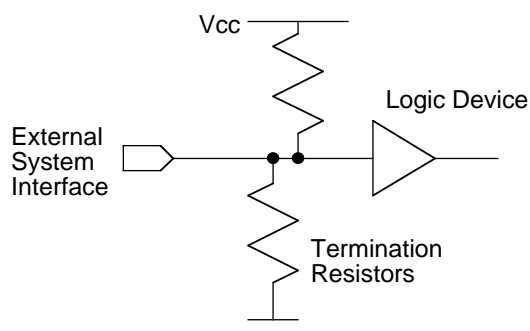 Vcc
Logic Device
External
System
Interface
Termination
Resistors